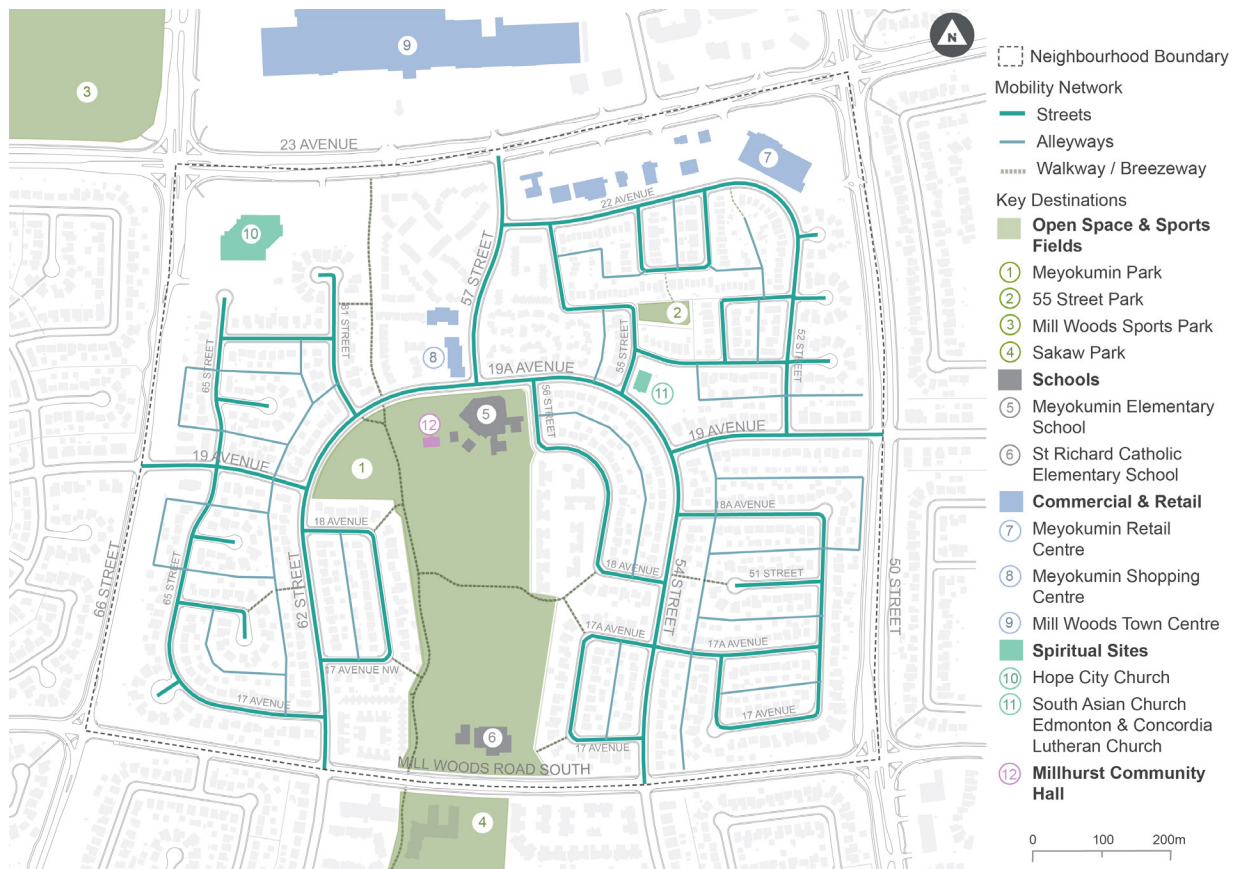 9
N
3
23 AVENUE
7
22 AVENUE
10
57 STREET
61 STREET
2
65 STREET
8
55 STREET
52 STREET
19A AVENUE
11
56 STREET
5
12
19 AVENUE
19 AVENUE
1
18A AVENUE
18 AVENUE
66 STREET
65 STREET
62 STREET
18 AVENUE
54 STREET
51 STREET
50 STREET
17A AVENUE
17A AVENUE
17 AVENUE NW
17 AVENUE
17 AVENUE
6
17 AVENUE
MILL WOODS ROAD SOUTH
4
Neighbourhood Boundary
Mobility Network
Streets
Alleyways
Walkway / Breezeway
Key Destinations
Open Space & Sports
Fields
1 Meyokumin Park
2 55 Street Park
3 Mill Woods Sports Park
4 Sakaw Park
Schools
5 Meyokumin Elementary
School
6 St Richard Catholic
Elementary School
Commercial & Retail
7 Meyokumin Retail
Centre
8 Meyokumin Shopping
Centre
9 Mill Woods Town Centre
Spiritual Sites
10 Hope City Church
11 South Asian Church
Edmonton & Concordia
Lutheran Church
12 Millhurst Community
Hall
0 100 200m